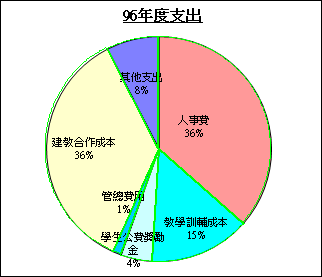 96年度支出
其他支出
8%
人事費
36%
建教合作成本
36%
管總費用
1%
學生公費獎勵
金
4%
教學訓輔成本
15%